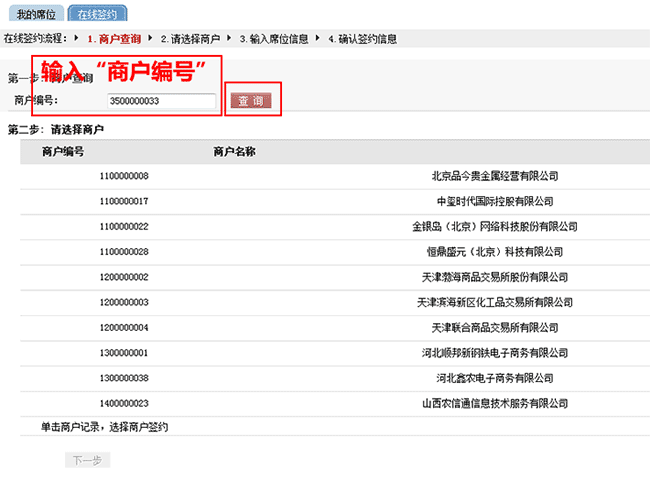 我的席位 在线签约
在线签约流程： 1.商户查询 2.请选择商户 3.输入席位信息 4.确认签约信息
输入“商户编号”
第一步：商户查询
商户编号： 3500000033 查 询
第二步：请选择商户
商户编号 商户名称
1100000008 北京品今贵金属经营有限公司
1100000017 中玺时代国际控股有限公司
1100000022 金银岛（北京）网络科技股份有限公司
1100000028 恒鼎盛元（北京）科技有限公司
1200000002 天津渤海商品交易所股份有限公司
1200000003 天津滨海新区化工品交易所有限公司
1200000004 天津联合商品交易所有限公司
1300000001 河北顺邦新钢铁电子商务有限公司
1300000038 河北鑫农电子商务有限公司
1400000023 山西农信通信息技术服务有限公司
单击商户记录，选择商户签约
下一步